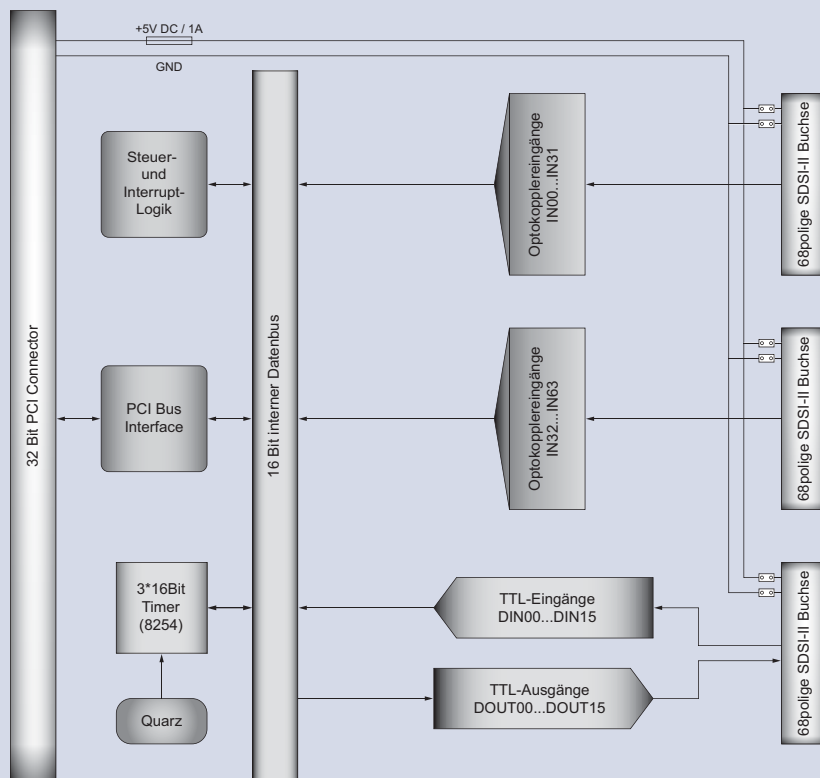 +5V DC / 1A
GND
32 Bit PCI Connector
Steuer-
und
Interrupt-
Logik
PCI Bus
Interface
3*16Bit
Timer
(8254)
Quarz
16 Bit interner Datenbus
Optokopplereingänge
IN00...IN31
Optokopplereingänge
IN32...IN63
TTL-Eingänge
DIN00...DIN15
TTL-Ausgänge
DOUT00...DOUT15
68polige SDSI-II Buchse
68polige SDSI-II Buchse
68polige SDSI-II Buchse